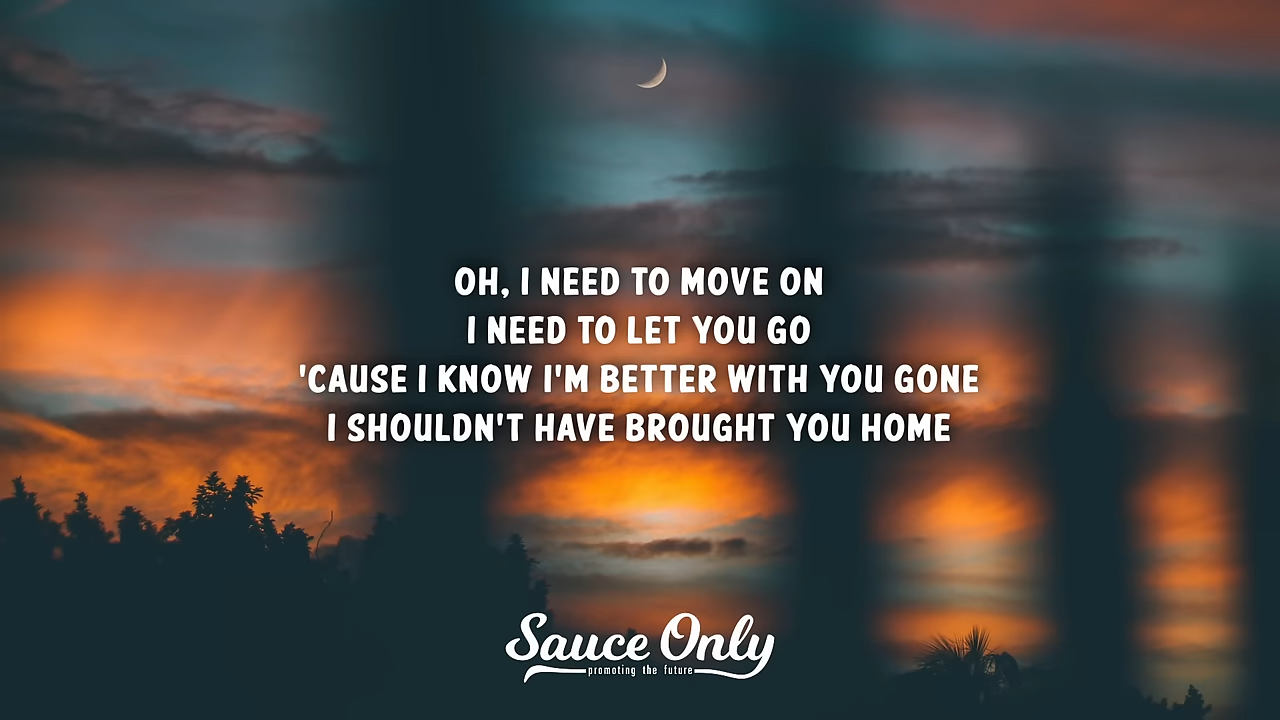 OH, I NEED TO MOVE ON
I NEED TO LET YOU GO
'CAUSE I KNOW I'M BETTER WITH YOU GONE
I SHOULDN'T HAVE BROUGHT YOU HOME
Sauce Only
promoting the future